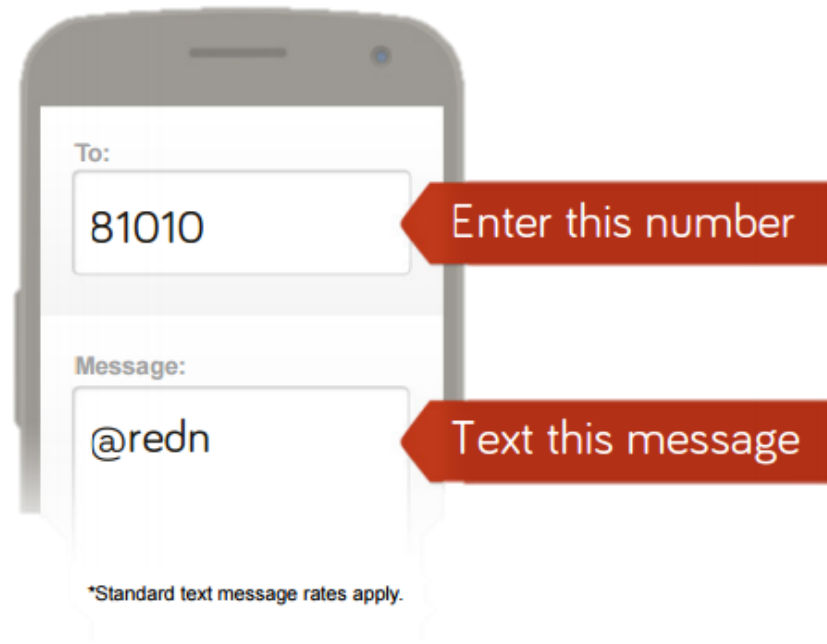 To:
81010
Enter this number
Message:
@redn
Text this message
*Standard text message rates apply.